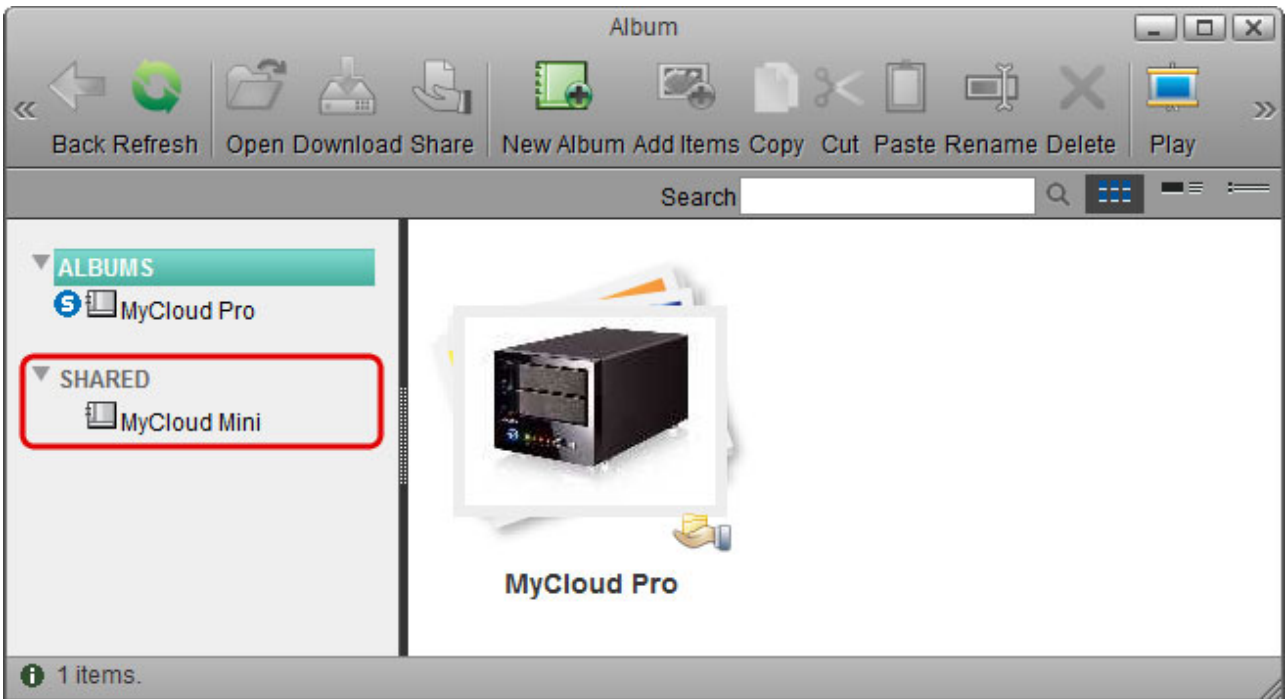 Album
Back Refresh Open Download Share New Album Add Items Copy Cut Paste Rename Delete Play
Search
ALBUMS
MyCloud Pro
SHARED
MyCloud Mini
MyCloud Pro
1 items.